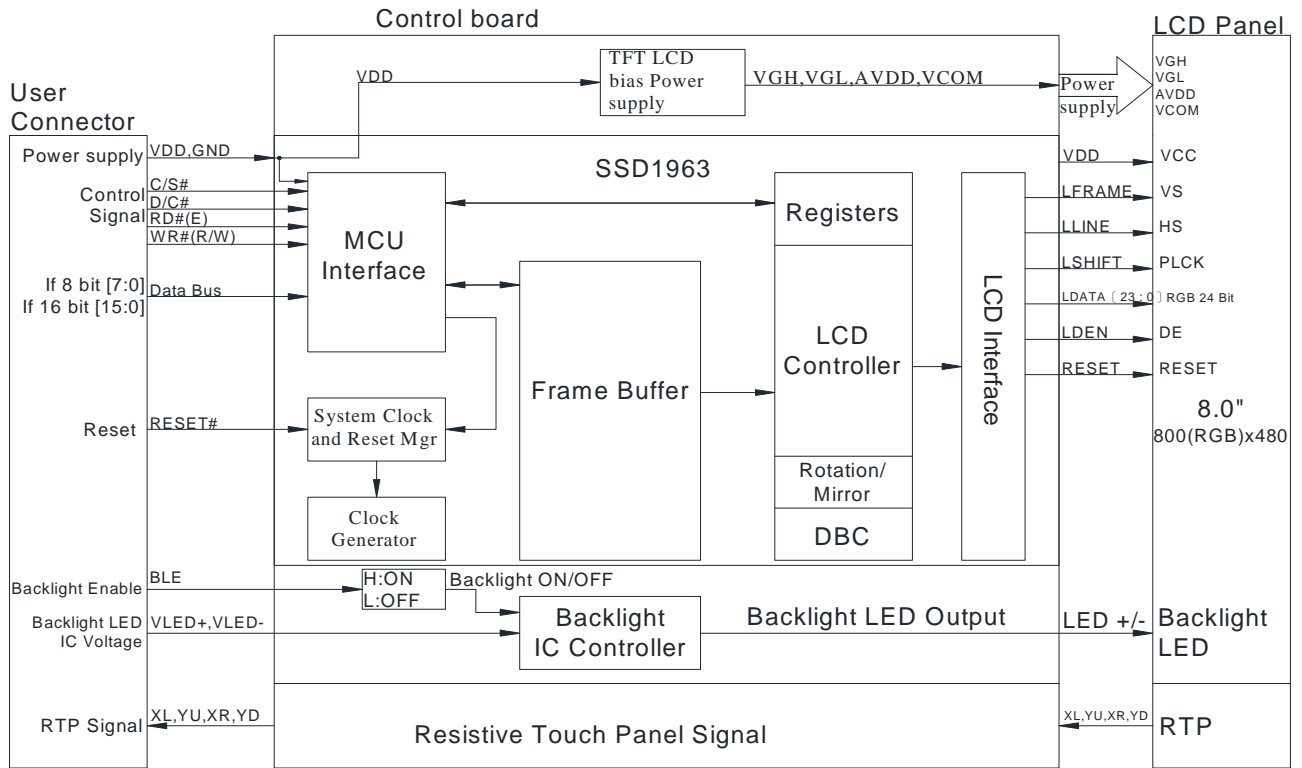 Control board
LCD Panel
User
Connector
VDD
TFT LCD
bias Power
supply
VGH,VGL,AVDD,VCOM
Power
supply
VGH
VGL
AVDD
VCOM
Power supply
VDD,GND
Control
Signal
C/S#
D/C#
RD#(E)
WR#(R/W)
If 8 bit [7:0]
If 16 bit [15:0]
Data Bus
MCU
Interface
SSD1963
Registers
LCD
Controller
Rotation/
Mirror
DBC
Frame Buffer
LCD Interface
VDD
VCC
LFRAME
VS
LLINE
HS
LSHIFT
PLCK
LDATA [23:0]
RGB 24 Bit
LDEN
DE
RESET
RESET
8.0"
800(RGB)x480
Reset
RESET#
System Clock
and Reset Mgr
Clock
Generator
Backlight Enable
BLE
H:ON
L:OFF
Backlight ON/OFF
Backlight LED
IC Voltage
VLED+,VLED-
Backlight
IC Controller
Backlight LED Output
LED +/-
Backlight
LED
RTP Signal
XL,YU,XR,YD
Resistive Touch Panel Signal
XL,YU,XR,YD
RTP